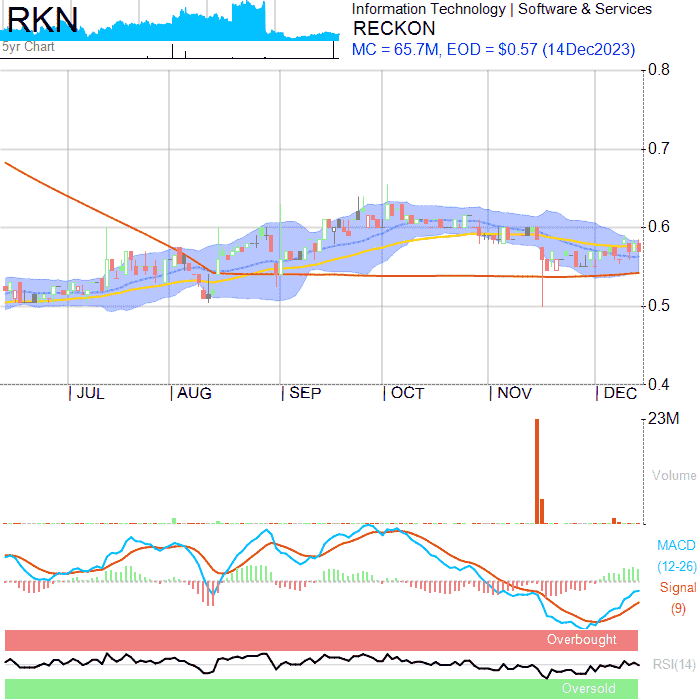 RKN
5yr Chart
Information Technology | Software & Services
RECKON
MC = 65.7M, EOD = $0.57 (14Dec2023)
0.8
0.7
0.6
0.5
0.4
JUL AUG SEP OCT NOV DEC
23M
Volume
MACD
(12-26)
Signal
(9)
Overbought
RSI(14)
Oversold